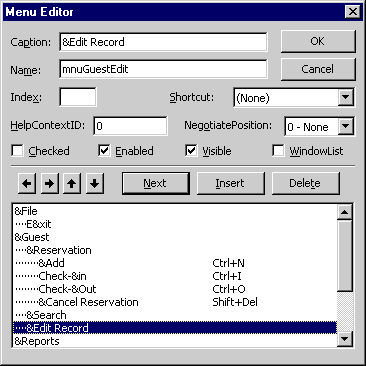 Menu Editor
Caption: &Edit Record OK
Name: mnuGuestEdit Cancel
Index: Shortcut: (None)
HelpContextID: 0 NegotiatePosition: 0 - None
Checked Enabled Visible WindowList
Next Insert Delete
&File
····E&xit
&Guest
····&Reservation
········&Add Ctrl+N
········Check-&in Ctrl+I
········Check-&Out Ctrl+O
········&Cancel Reservation Shift+Del
····&Search
····&Edit Record
&Reports